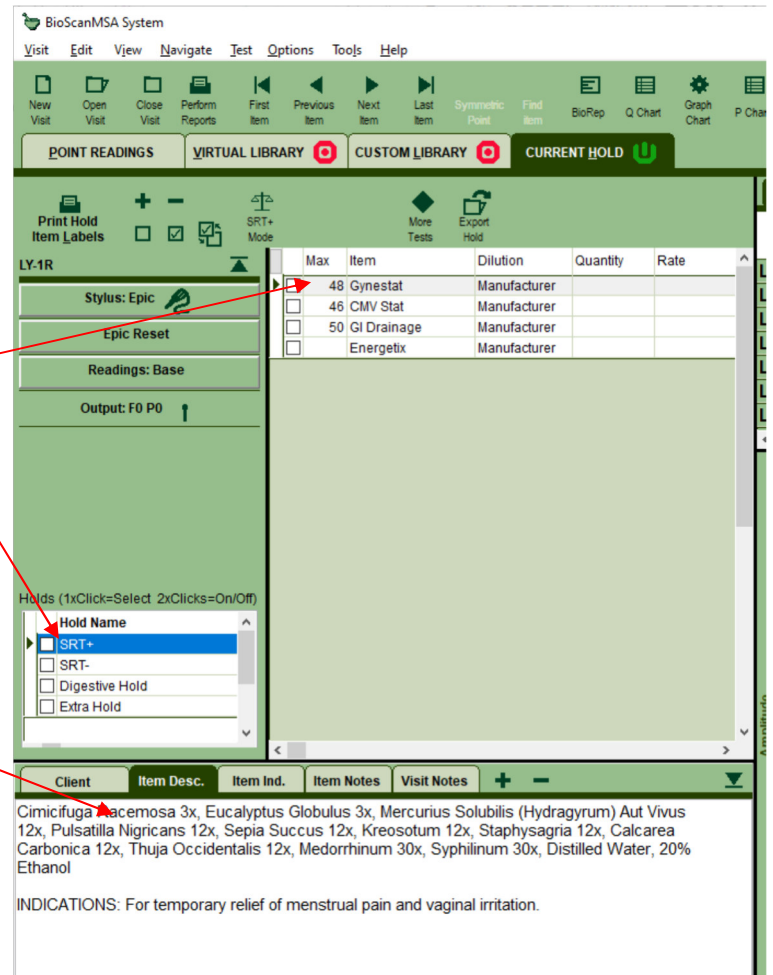 BioScanMSA System
Visit Edit View Navigate Test Options Tools Help
New Visit
Open Visit
Close Visit
Perform Reports
First Item
Previous Item
Next Item
Last Item
Symmetric Point
Find Item
BioRep
Q Chart
Graph Chart
P Char
POINT READINGS
VIRTUAL LIBRARY
CUSTOM LIBRARY
CURRENT HOLD
Print Hold
Item Labels
SRT+
Mode
More
Tests
Export
Hold
LY-1R
Stylus: Epic
Epic Reset
Readings: Base
Output: F0 P0
Max Item Dilution Quantity Rate
48 Gynestat Manufacturer
46 CMV Stat Manufacturer
50 GI Drainage Manufacturer
Energetix Manufacturer
Holds (1xClick=Select 2xClicks=On/Off)
Hold Name
SRT+
SRT-
Digestive Hold
Extra Hold
Amplitude
Client
Item Desc.
Item Ind.
Item Notes
Visit Notes
Cimicifuga Racemosa 3x, Eucalyptus Globulus 3x, Mercurius Solubilis (Hydragyrum) Aut Vivus
12x, Pulsatilla Nigricans 12x, Sepia Succus 12x, Kreosotum 12x, Staphysagria 12x, Calcarea
Carbonica 12x, Thuja Occidentalis 12x, Medorrhinum 30x, Syphilinum 30x, Distilled Water, 20%
Ethanol
INDICATIONS: For temporary relief of menstrual pain and vaginal irritation.